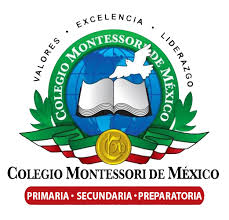 VALORES • EXCELENCIA • LIDERAZGO
COLEGIO MONTESSORI DE MÉXICO
COLEGIO MONTESSORI DE MÉXICO
PRIMARIA • SECUNDARIA • PREPARATORIA